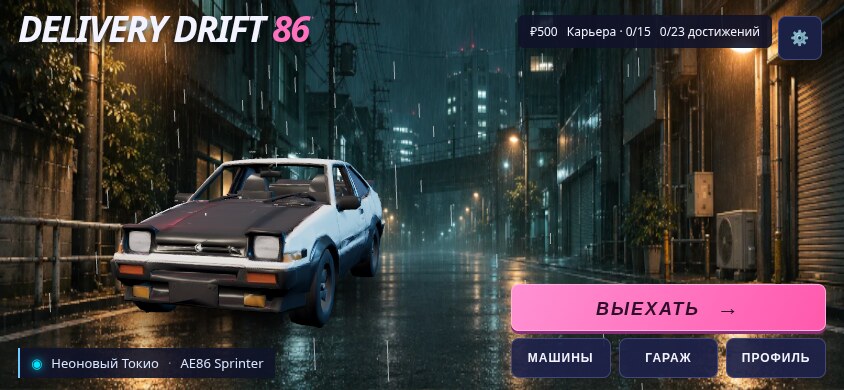 DELIVERY DRIFT 86
₽500 Карьера · 0/15 0/23 достижений
ВЫЕХАТЬ →
МАШИНЫ ГАРАЖ ПРОФИЛЬ
Неоновый Токио · AE86 Sprinter